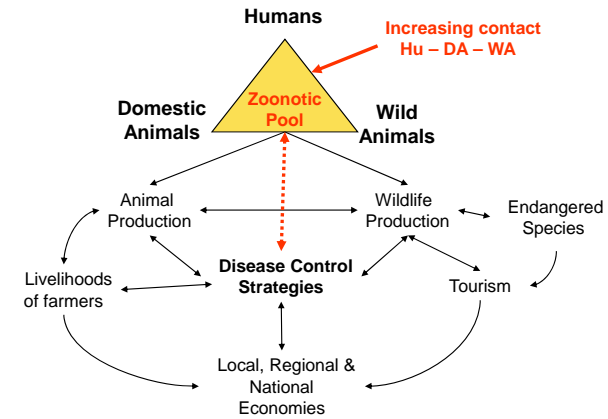 Humans
Increasing contact
Hu – DA – WA
Zoonotic
Pool
Domestic
Animals
Wild
Animals
Animal
Production
Wildlife
Production
Endangered
Species
Livelihoods
of farmers
Disease Control
Strategies
Tourism
Local, Regional &
National
Economies